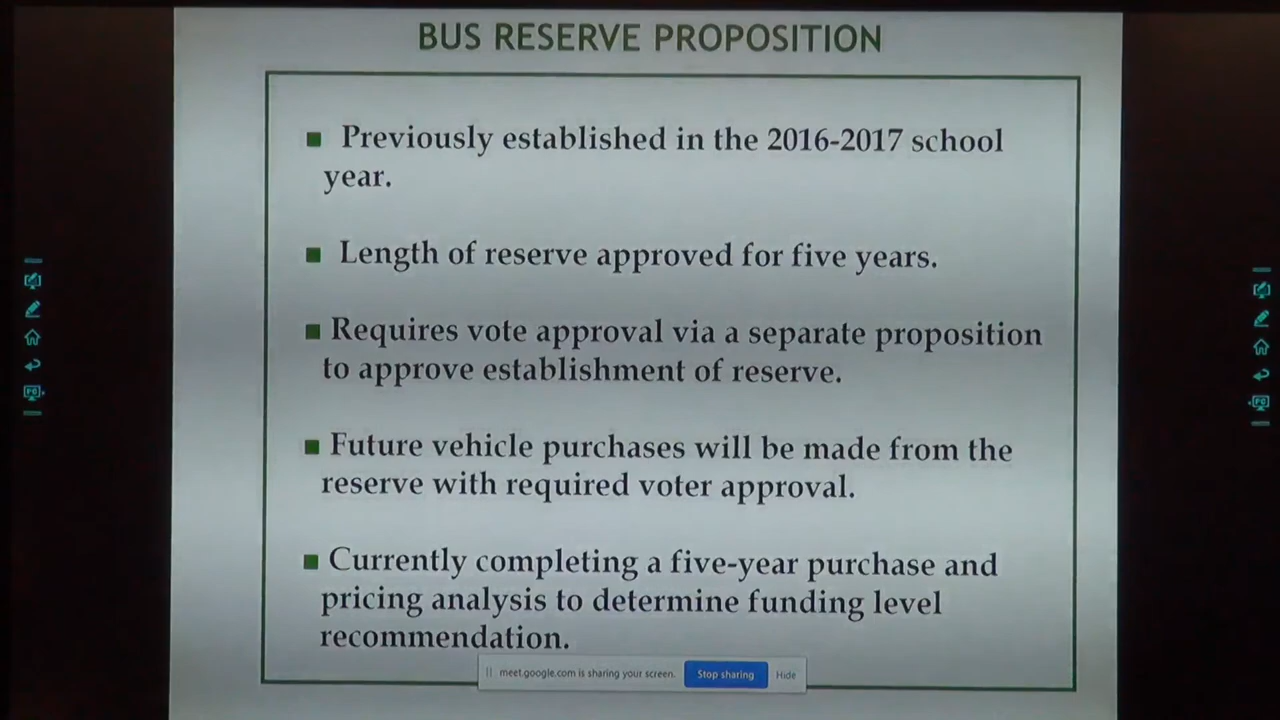 BUS RESERVE PROPOSITION
Previously established in the 2016-2017 school
year.
Length of reserve approved for five years.
Requires vote approval via a separate proposition
to approve establishment of reserve.
Future vehicle purchases will be made from the
reserve with required voter approval.
Currently completing a five-year purchase and
pricing analysis to determine funding level
recommendation.
meet.google.com is sharing your screen. Stop sharing Hide